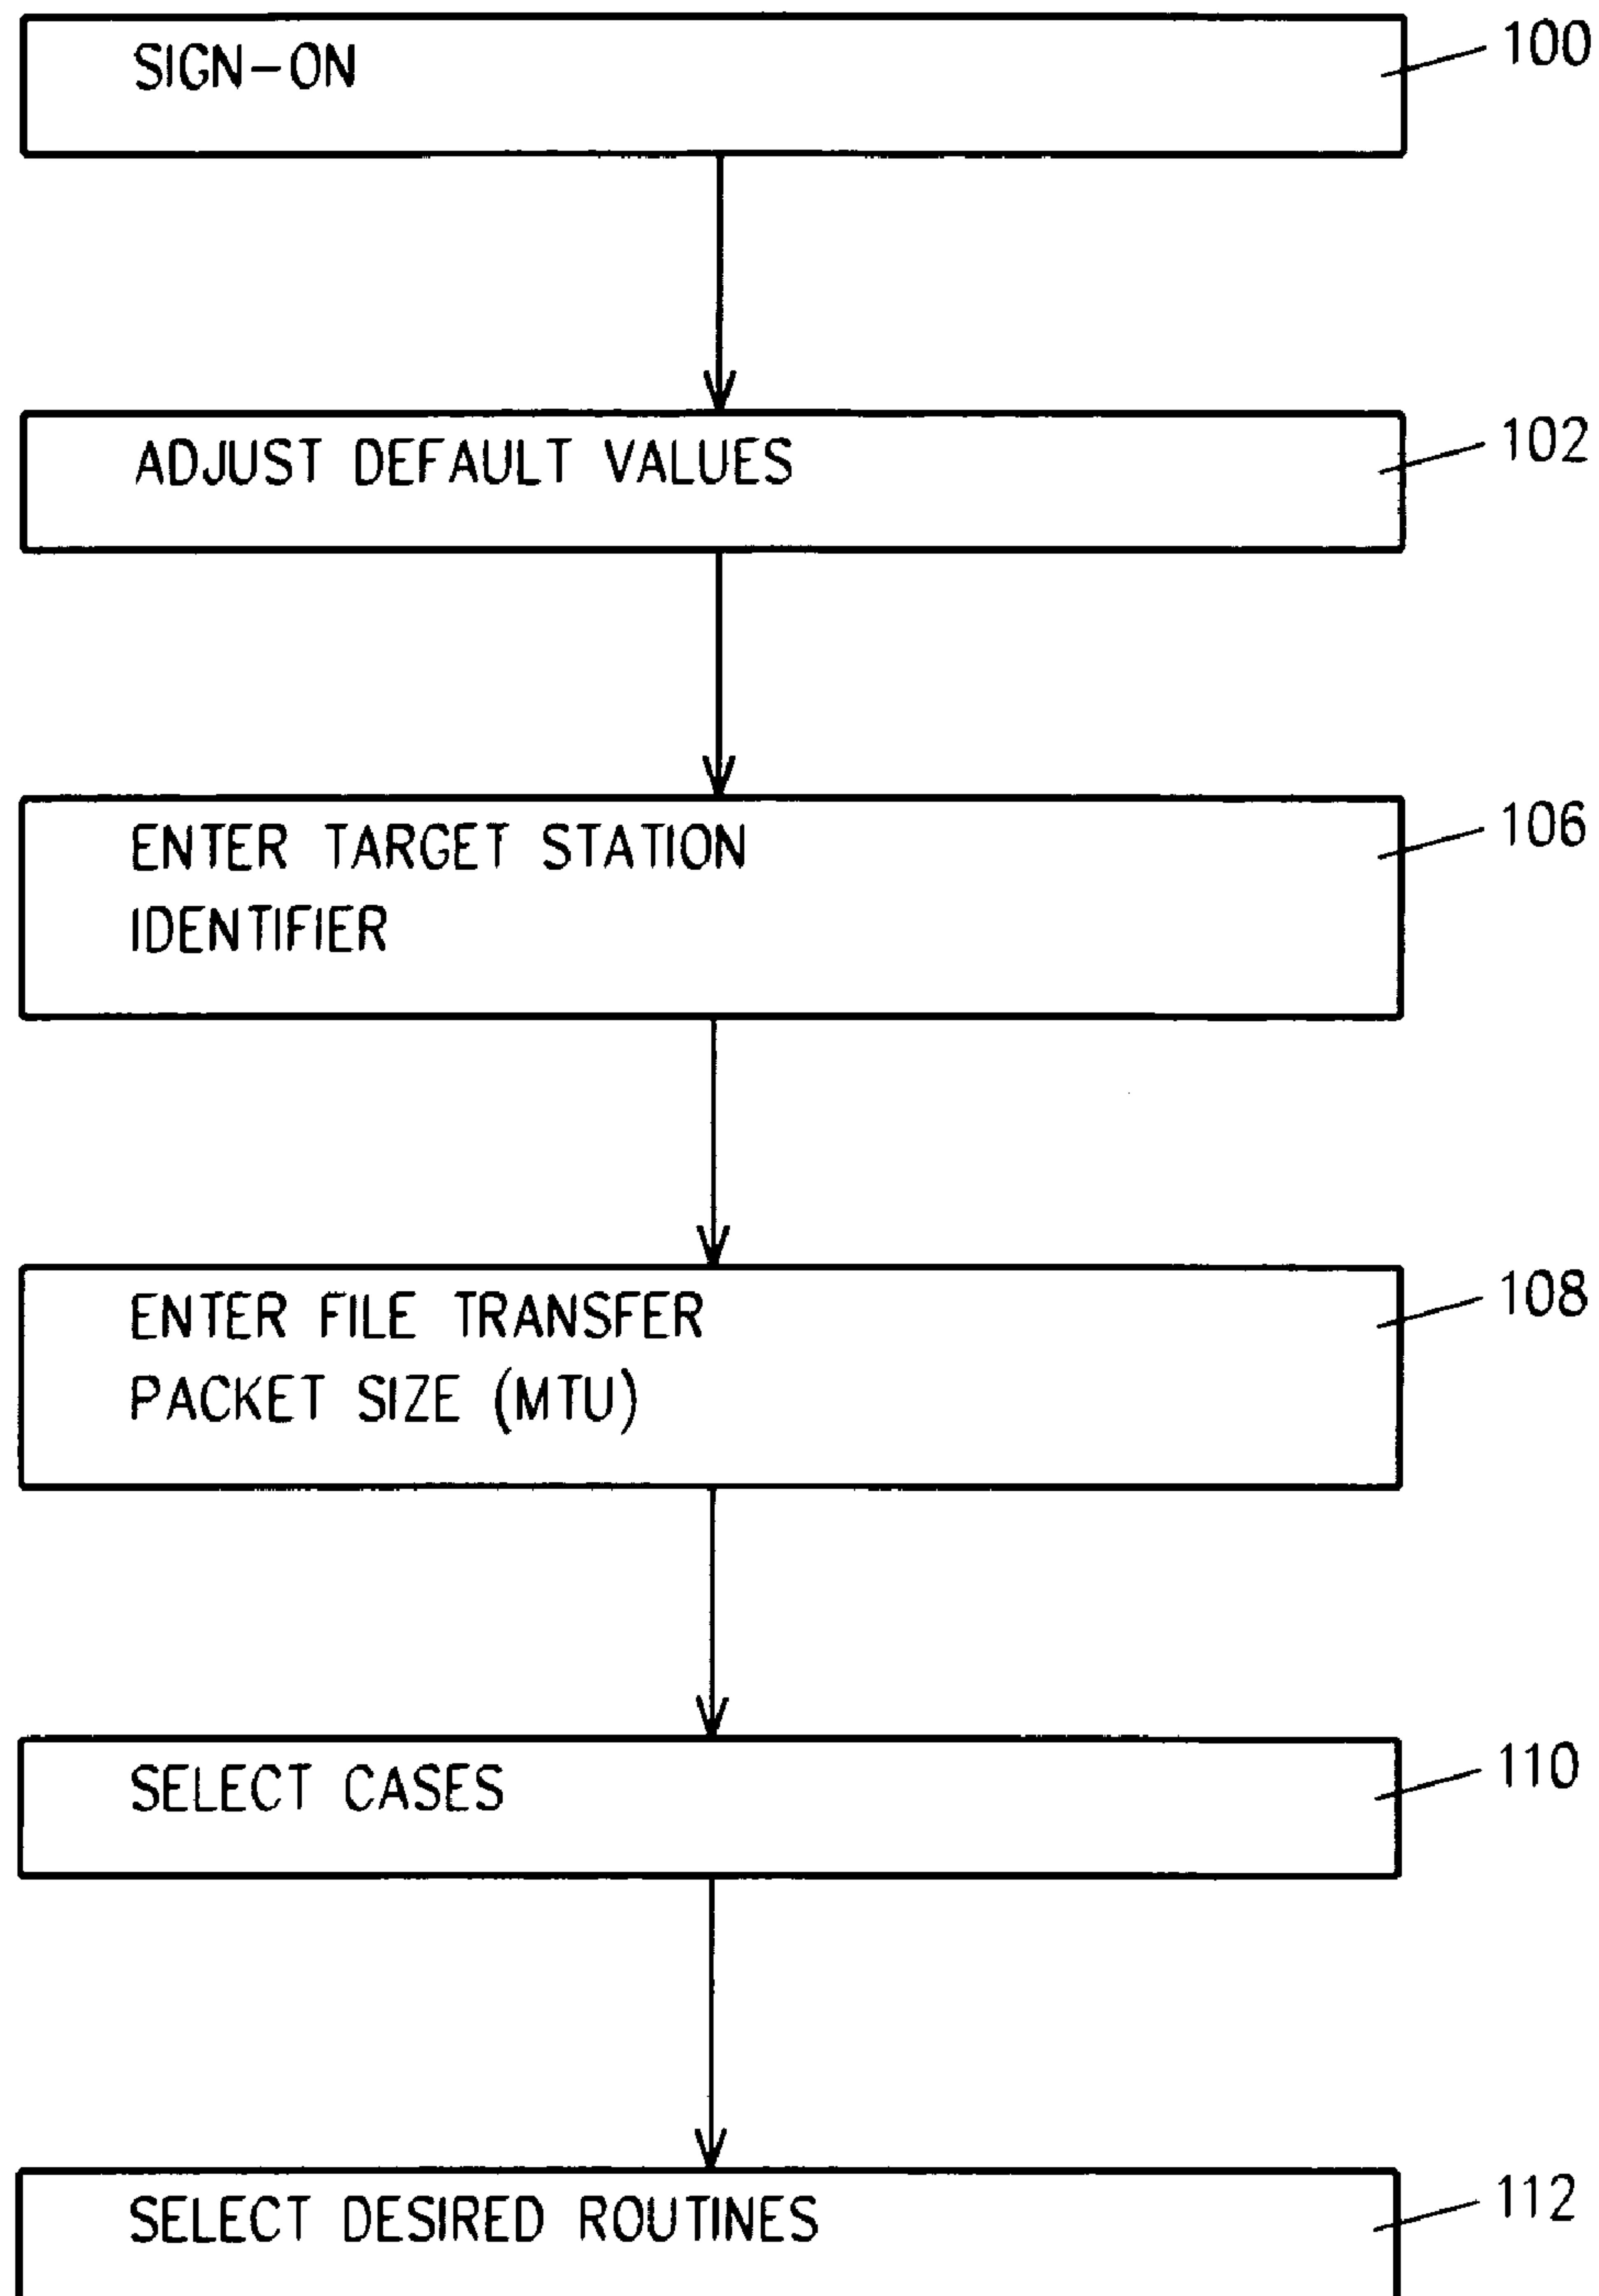 SIGN-ON
100
ADJUST DEFAULT VALUES
102
ENTER TARGET STATION
IDENTIFIER
106
ENTER FILE TRANSFER
PACKET SIZE (MTU)
108
SELECT CASES
110
SELECT DESIRED ROUTINES
112